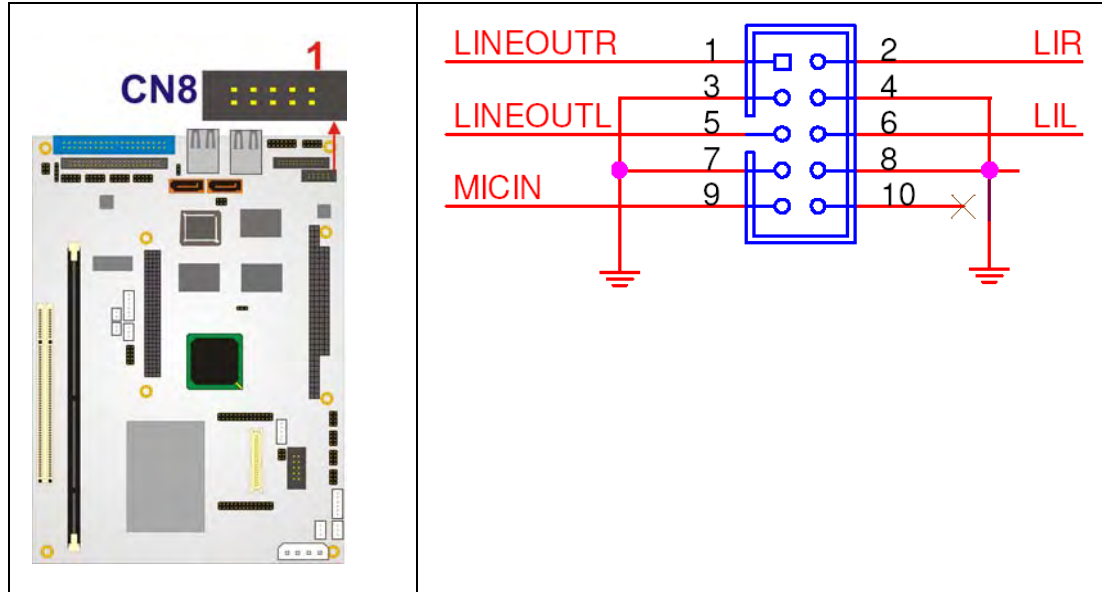 1
CN8
LINEOUTR 1 2 LIR
3 4
LINEOUTL 5 6 LIL
7 8
MICIN 9 10